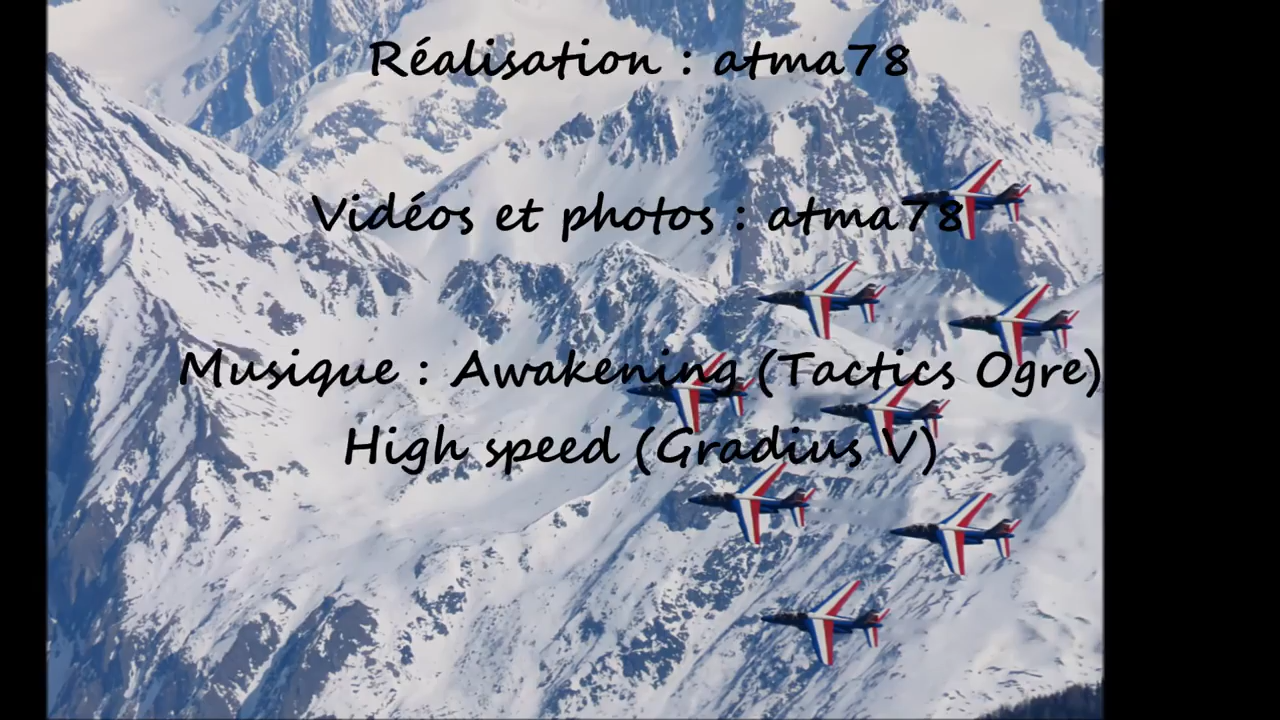 Réalisation : atma78
Vidéos et photos : atma78
Musique : Awakening (Tactics Ogre)
High speed (Gradius V)